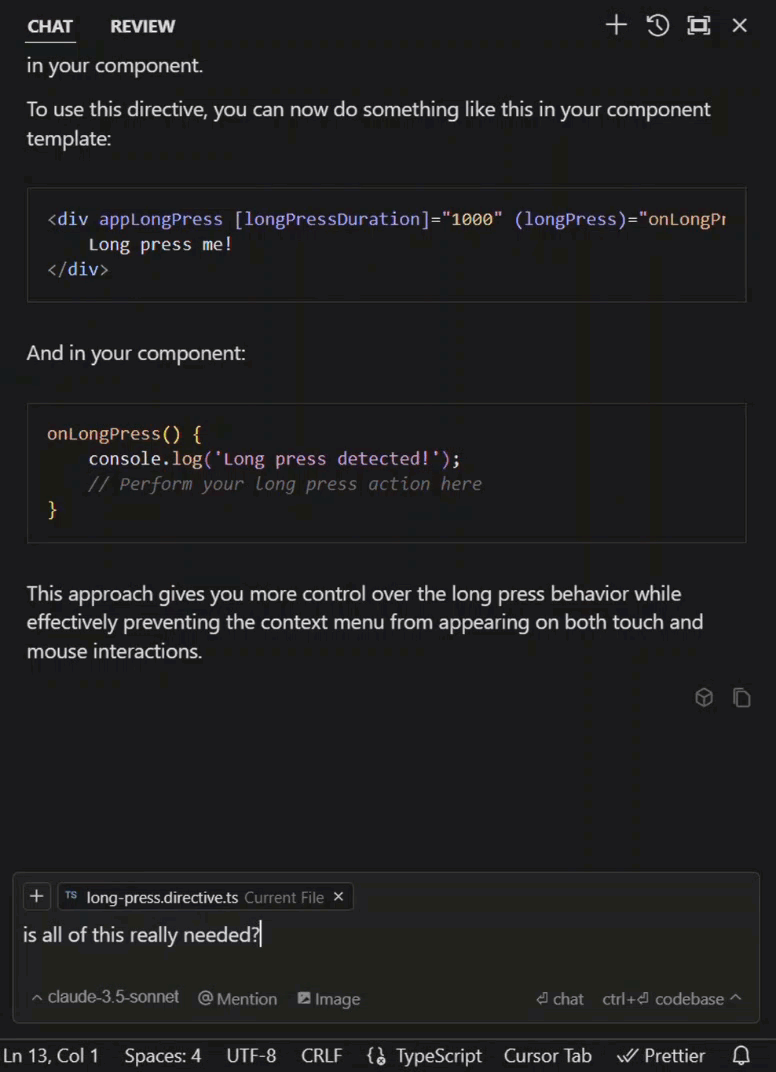 CHAT REVIEW
in your component.
To use this directive, you can now do something like this in your component
template:
<div appLongPress [longPressDuration]="1000" (longPress)="onLongPr
Long press me!
</div>
And in your component:
onLongPress() {
console.log('Long press detected!');
// Perform your long press action here
}
This approach gives you more control over the long press behavior while
effectively preventing the context menu from appearing on both touch and
mouse interactions.
+ TS long-press.directive.ts Current File ×
is all of this really needed?
^ claude-3.5-sonnet @ Mention Image ⏎ chat ctrl+⏎ codebase ^
Ln 13, Col 1 Spaces: 4 UTF-8 CRLF {} TypeScript Cursor Tab Prettier